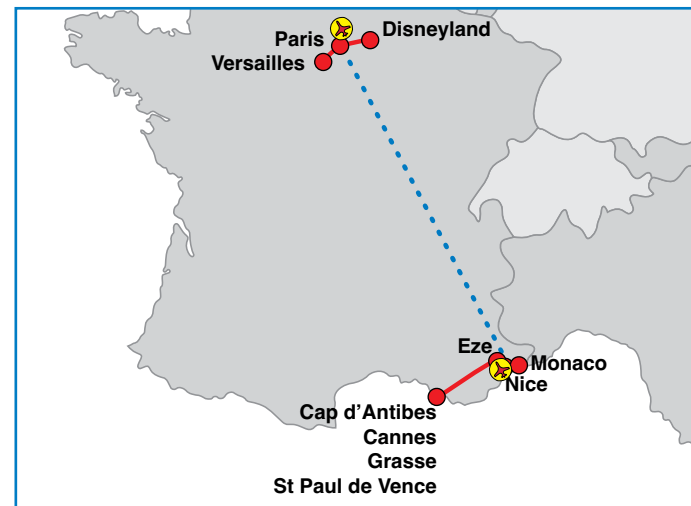 Disneyland
Paris
Versailles
Eze
Monaco
Nice
Cap d'Antibes
Cannes
Grasse
St Paul de Vence